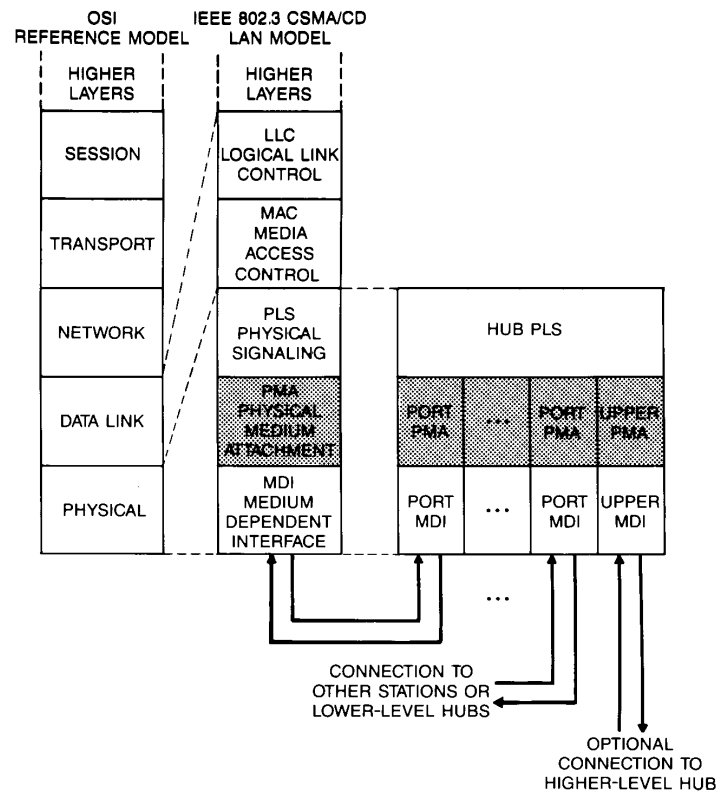 OSI
REFERENCE MODEL
IEEE 802.3 CSMA/CD
LAN MODEL
HIGHER
LAYERS
SESSION
TRANSPORT
NETWORK
DATA LINK
PHYSICAL
HIGHER
LAYERS
LLC
LOGICAL LINK
CONTROL
MAC
MEDIA
ACCESS
CONTROL
PLS
PHYSICAL
SIGNALING
PMA
PHYSICAL
MEDIUM
ATTACHMENT
MDI
MEDIUM
DEPENDENT
INTERFACE
HUB PLS
PORT
PMA
...
PORT
PMA
UPPER
PMA
PORT
MDI
...
PORT
MDI
UPPER
MDI
...
CONNECTION TO
OTHER STATIONS OR
LOWER-LEVEL HUBS
OPTIONAL
CONNECTION TO
HIGHER-LEVEL HUB